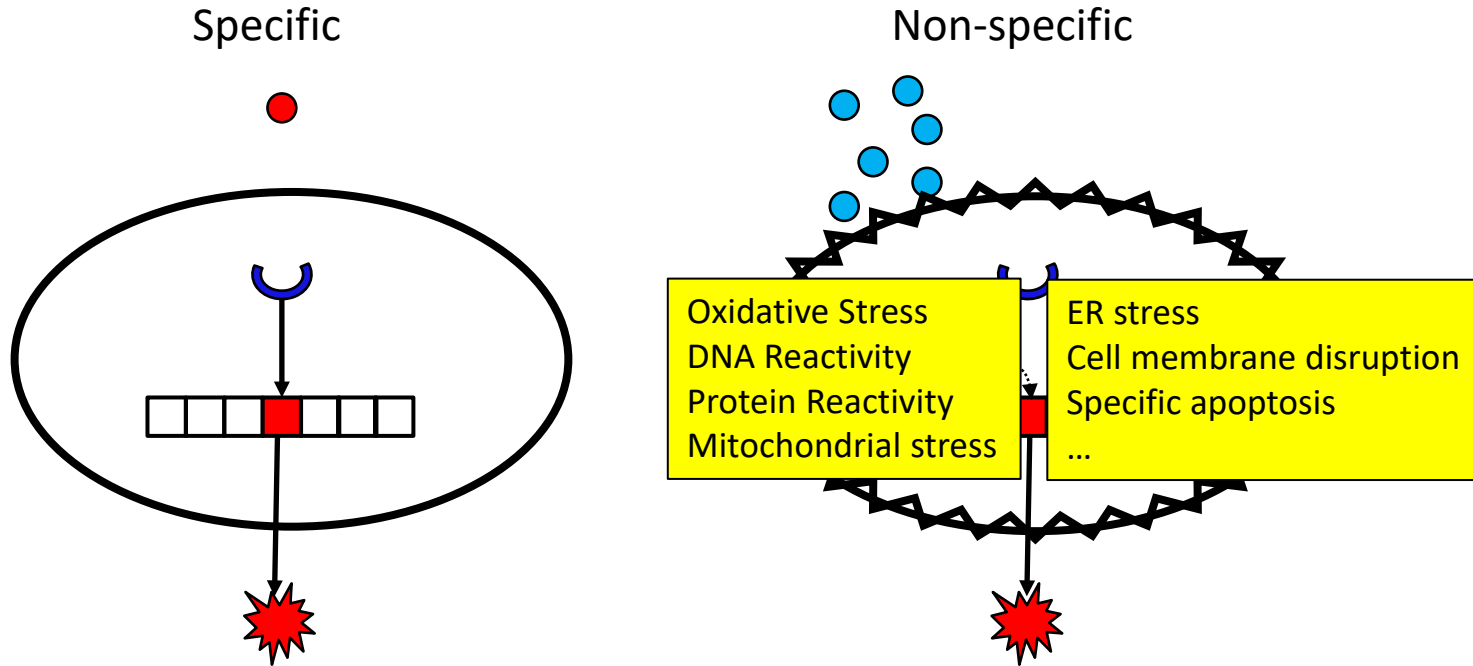 Specific
Non-specific
Oxidative Stress
DNA Reactivity
Protein Reactivity
Mitochondrial stress
ER stress
Cell membrane disruption
Specific apoptosis
…